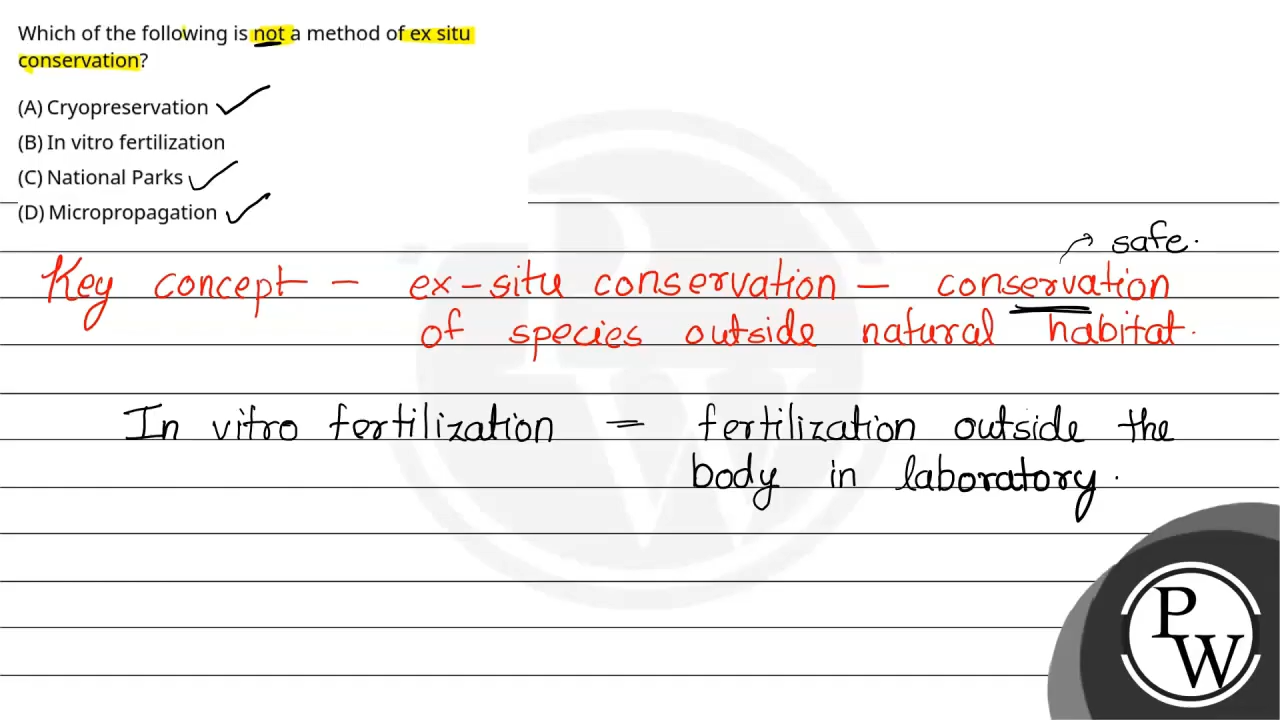 Which of the following is not a method of ex situ
conservation?
(A) Cryopreservation
(B) In vitro fertilization
(C) National Parks
(D) Micropropagation
safe.
Key concept - ex-situ conservation - conservation
of species outside natural habitat.
In vitro fertilization = fertilization outside the
body in laboratory.
P
W